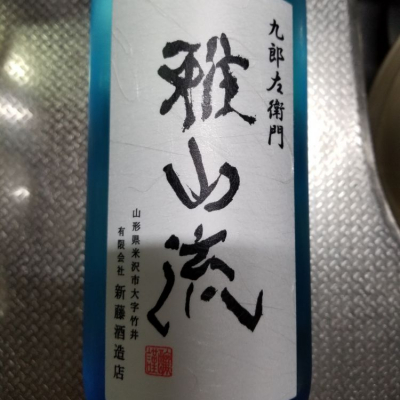 九郎左衛門
雅山流
山形県米沢市大字竹井
有限会社 新藤酒造店